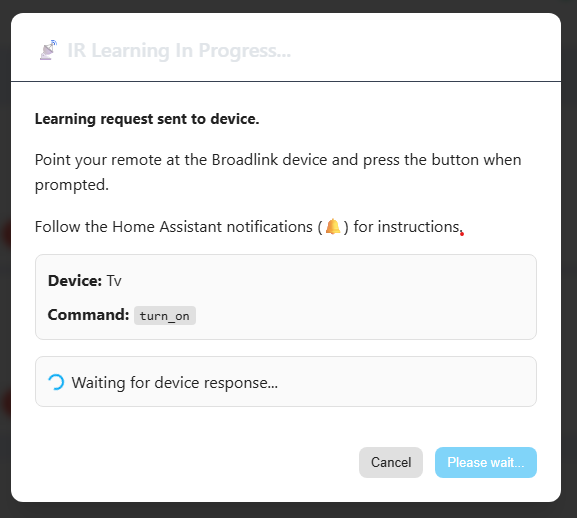 📡 IR Learning In Progress...
Learning request sent to device.
Point your remote at the Broadlink device and press the button when
prompted.
Follow the Home Assistant notifications (🔔) for instructions.
Device: Tv
Command: turn_on
Waiting for device response...
Cancel
Please wait...